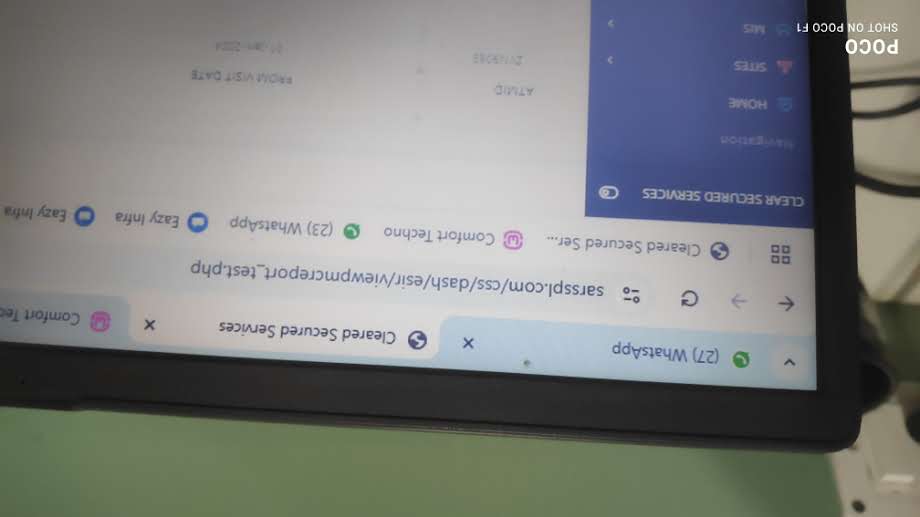 (27) WhatsApp
Cleared Secured Services
Comfort Tec
sarsspl.com/css/dash/esir/viewpmcreport_test.php
Cleared Secured Ser...
Comfort Techno
(23) WhatsApp
Eazy Infra
Eazy Infra
CLEAR SECURED SERVICES
Navigation
HOME
SITES
MIS
ATMID
FROM VISIT DATE
POCO
SHOT ON POCO F1